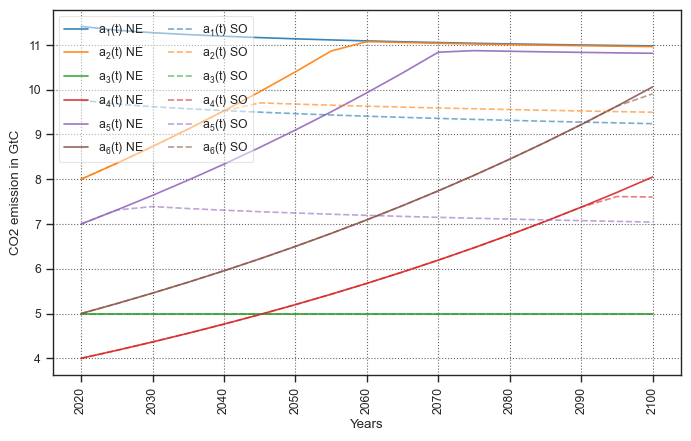 a₁(t) NE a₁(t) SO
a₂(t) NE a₂(t) SO
a₃(t) NE a₃(t) SO
a₄(t) NE a₄(t) SO
a₅(t) NE a₅(t) SO
a₆(t) NE a₆(t) SO
11
10
9
8
7
6
5
4
CO2 emission in GtC
2020 2030 2040 2050 2060 2070 2080 2090 2100
Years